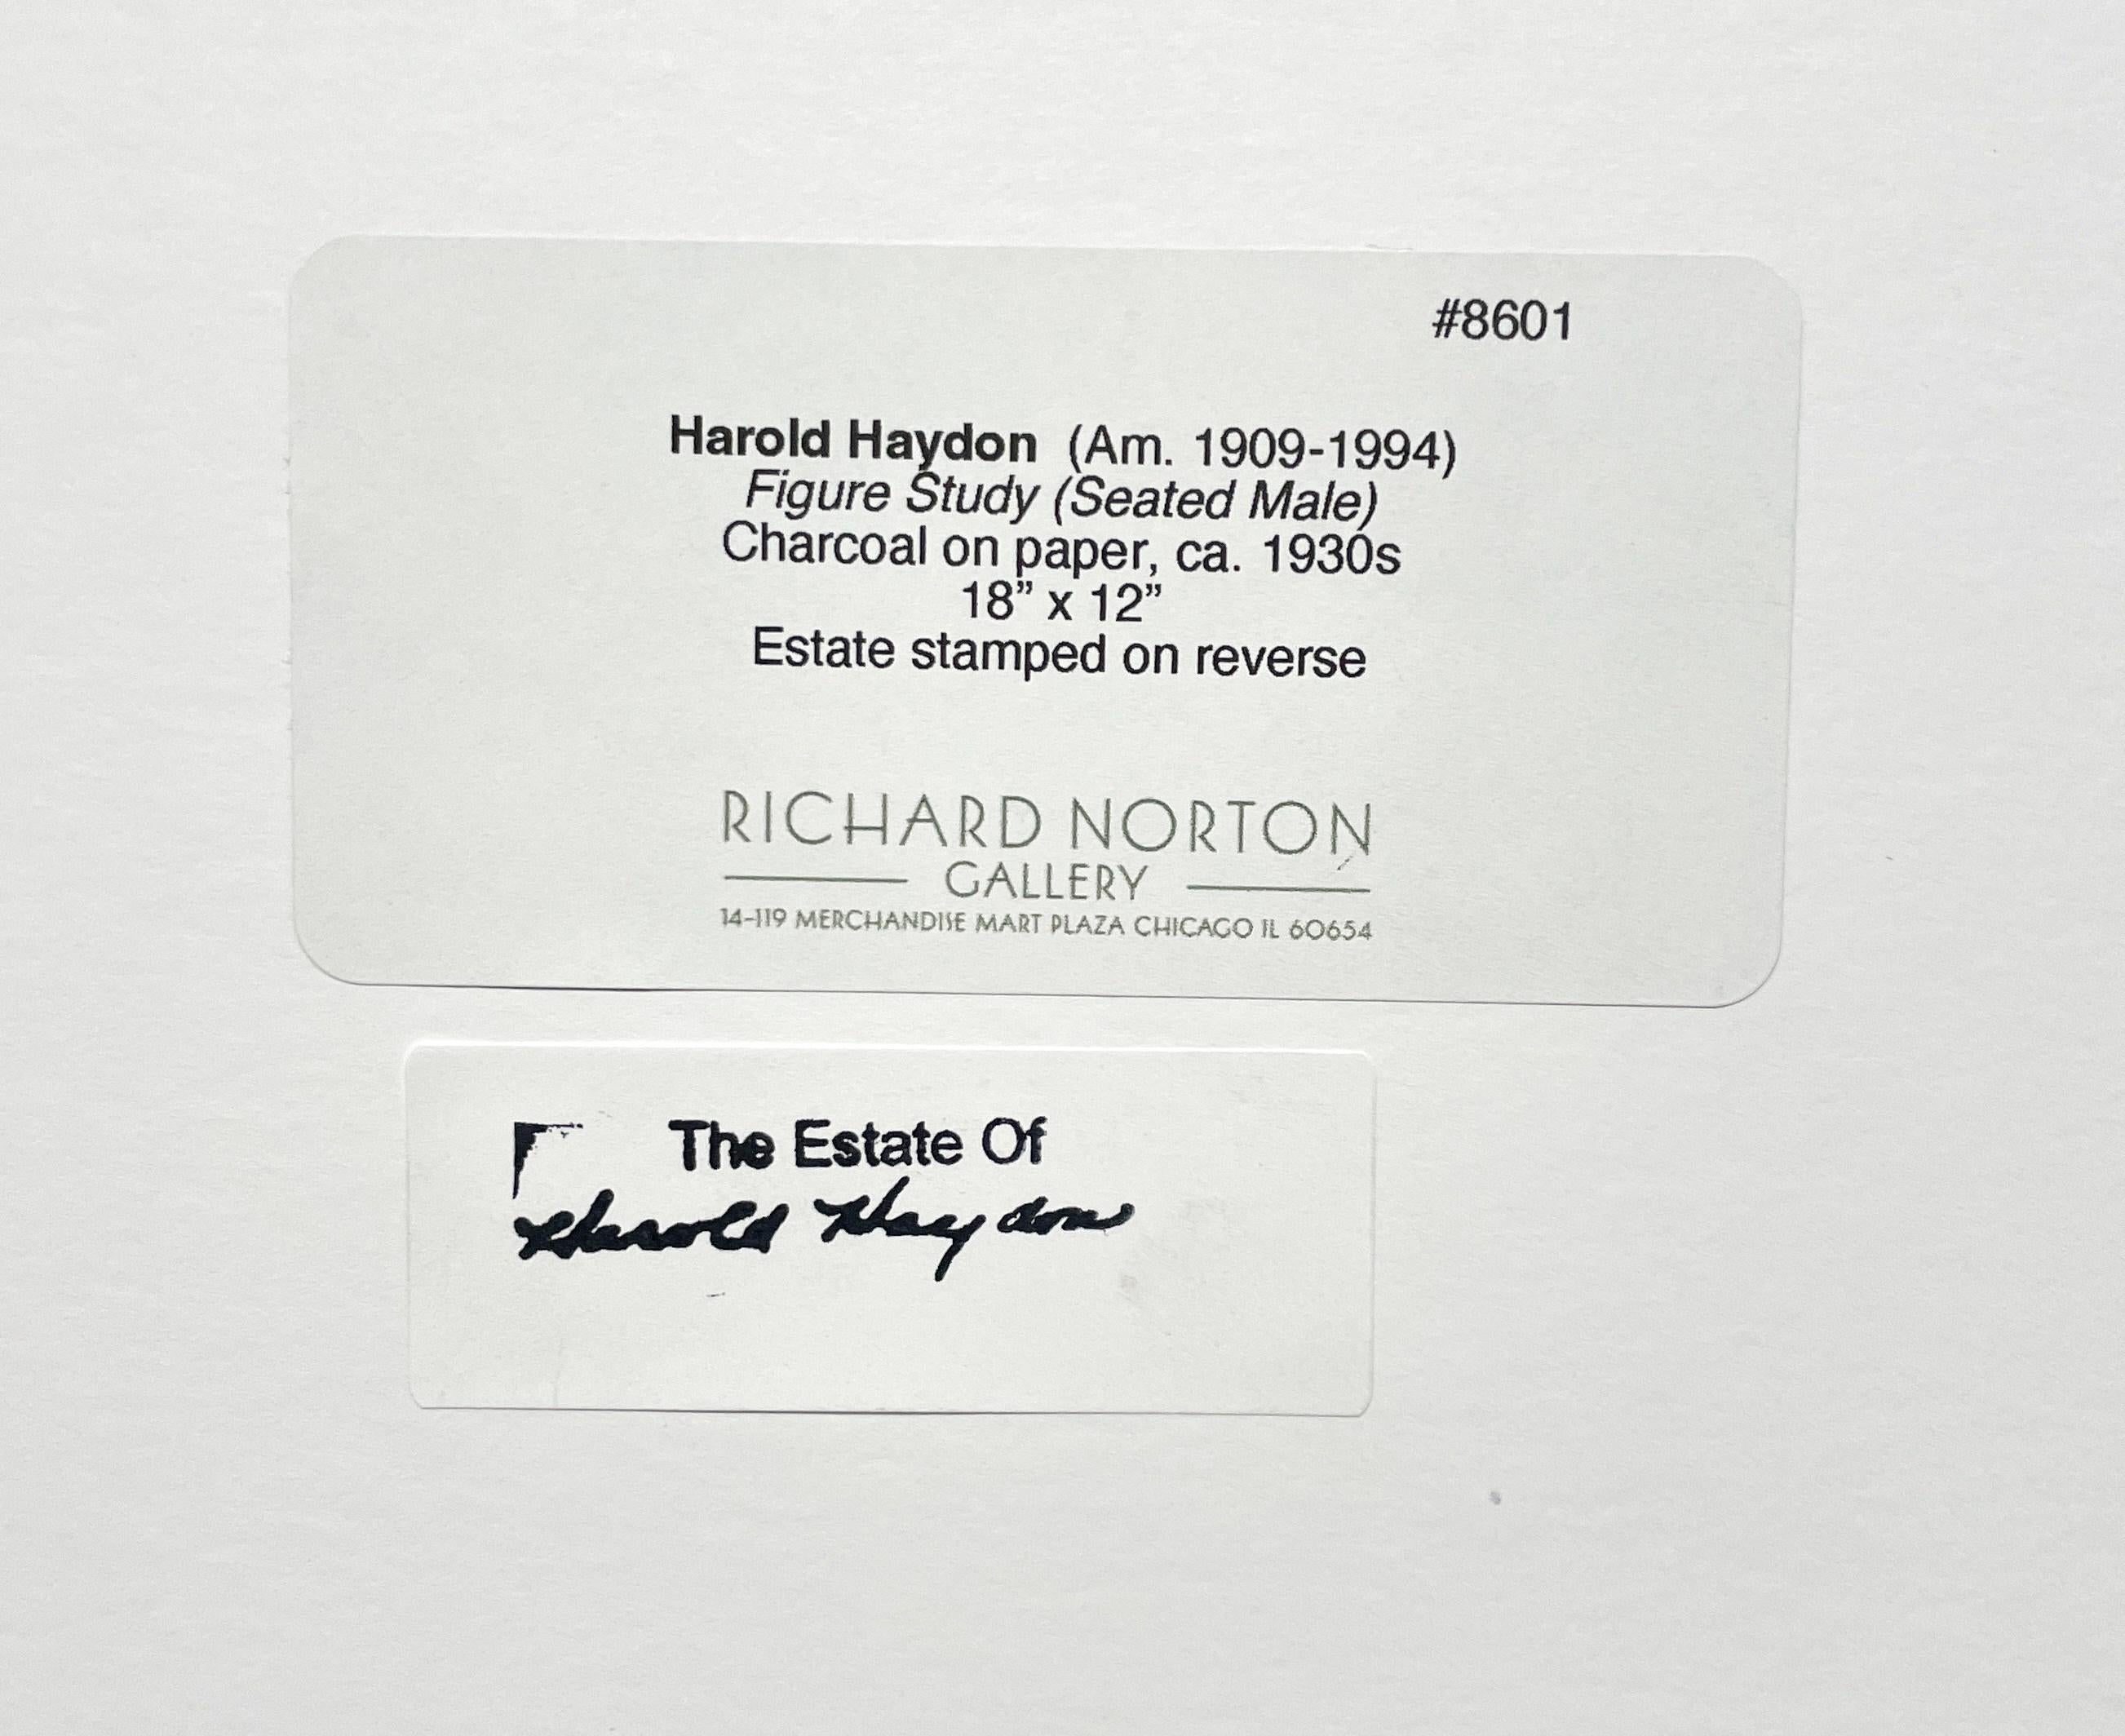 #8601
Harold Haydon (Am. 1909-1994)
Figure Study (Seated Male)
Charcoal on paper, ca. 1930s
18” x 12”
Estate stamped on reverse
RICHARD NORTON
GALLERY
14-119 MERCHANDISE MART PLAZA CHICAGO IL 60654
The Estate Of
Harold Haydon